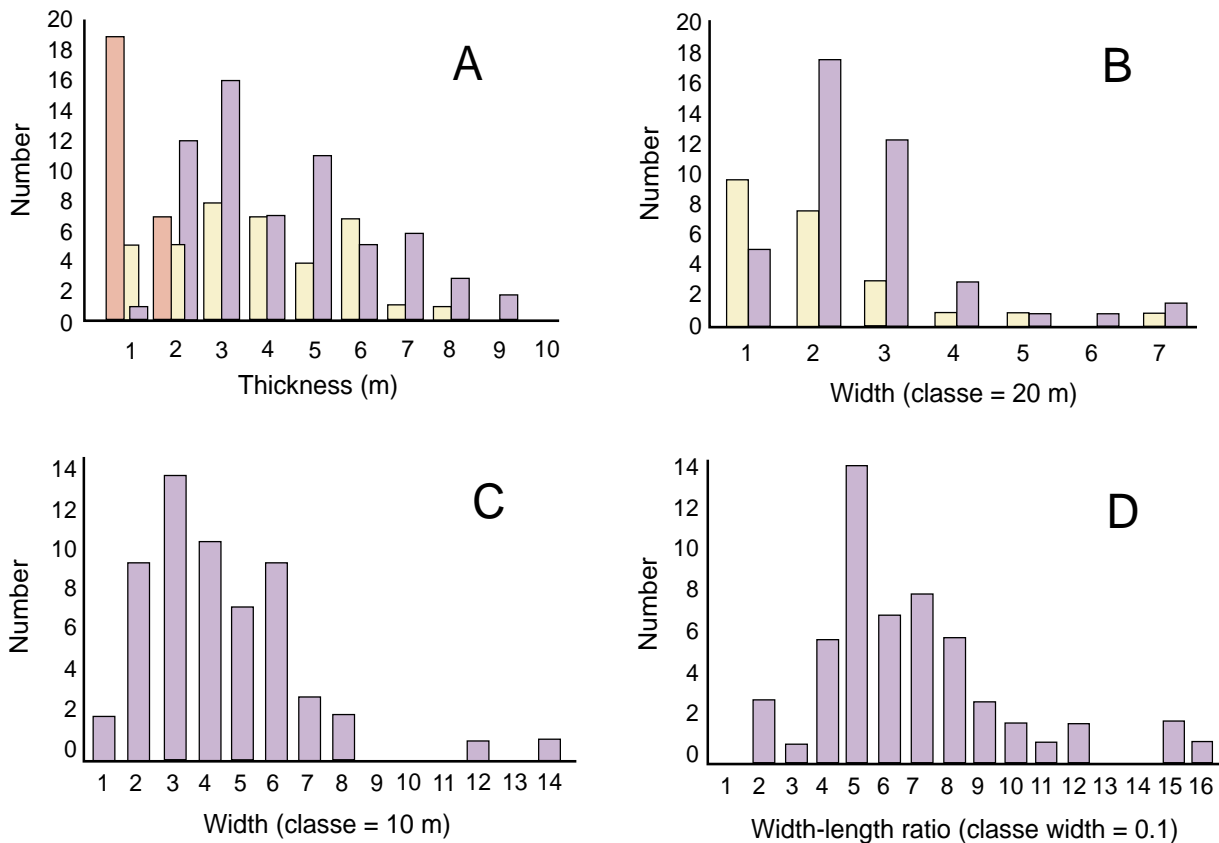 A
20
18
16
14
12
10
8
6
4
2
0
Number
1 2 3 4 5 6 7 8 9 10
Thickness (m)
B
20
18
16
14
12
10
8
6
4
2
0
Number
1 2 3 4 5 6 7
Width (classe = 20 m)
C
14
12
10
8
6
4
2
0
Number
1 2 3 4 5 6 7 8 9 10 11 12 13 14
Width (classe = 10 m)
D
14
12
10
8
6
4
2
0
Number
1 2 3 4 5 6 7 8 9 10 11 12 13 14 15 16
Width-length ratio (classe width = 0.1)